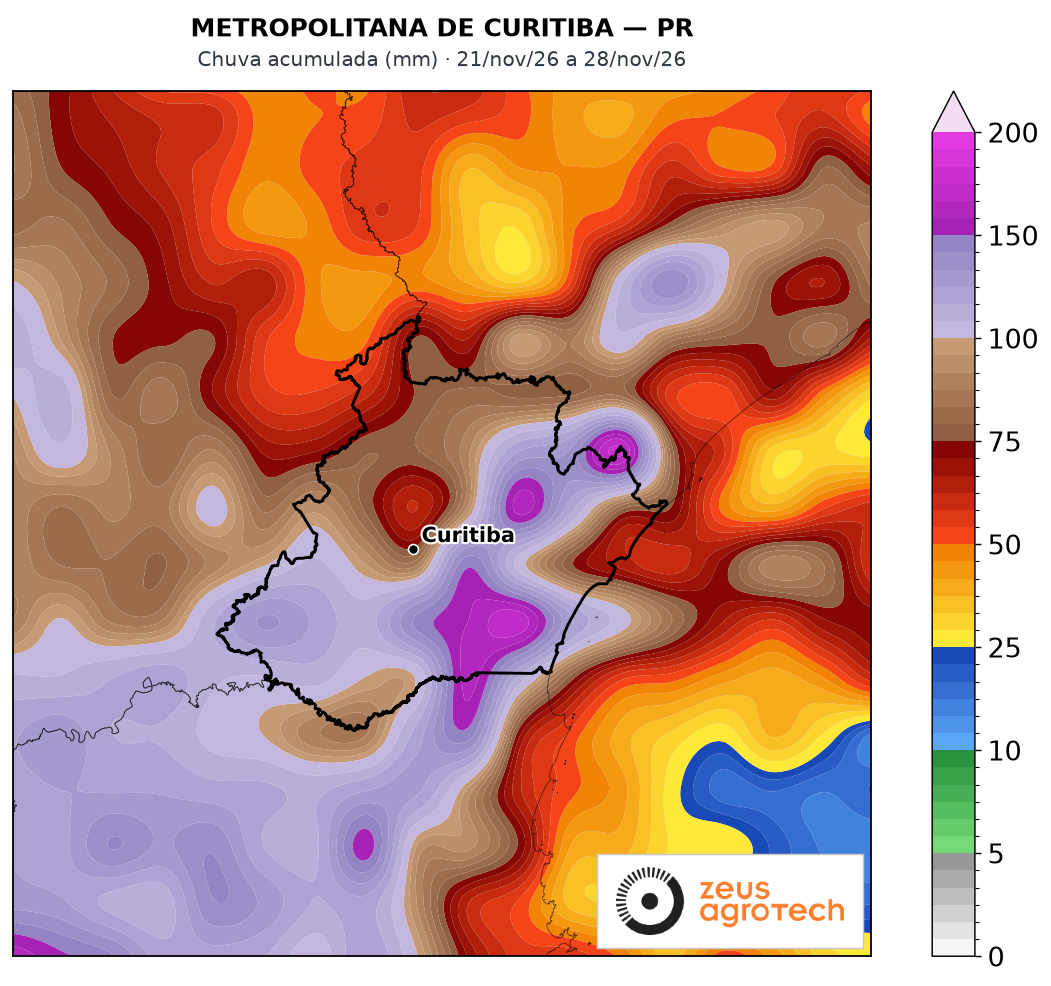 METROPOLITANA DE CURITIBA — PR
Chuva acumulada (mm) · 21/nov/26 a 28/nov/26
200
150
100
75
50
25
10
5
0
Curitiba
zeus
agrotech